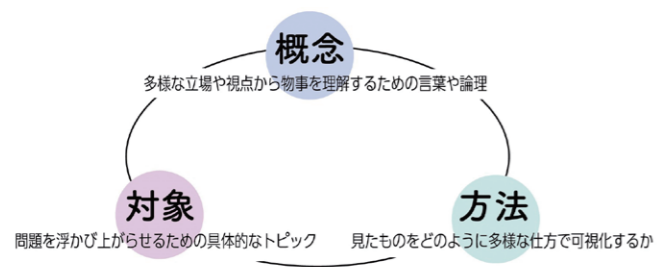 概念
多様な立場や視点から物事を理解するための言葉や論理
対象
問題を浮かび上がらせるための具体的なトピック
方法
見たものをどのように多様な仕方で可視化するか